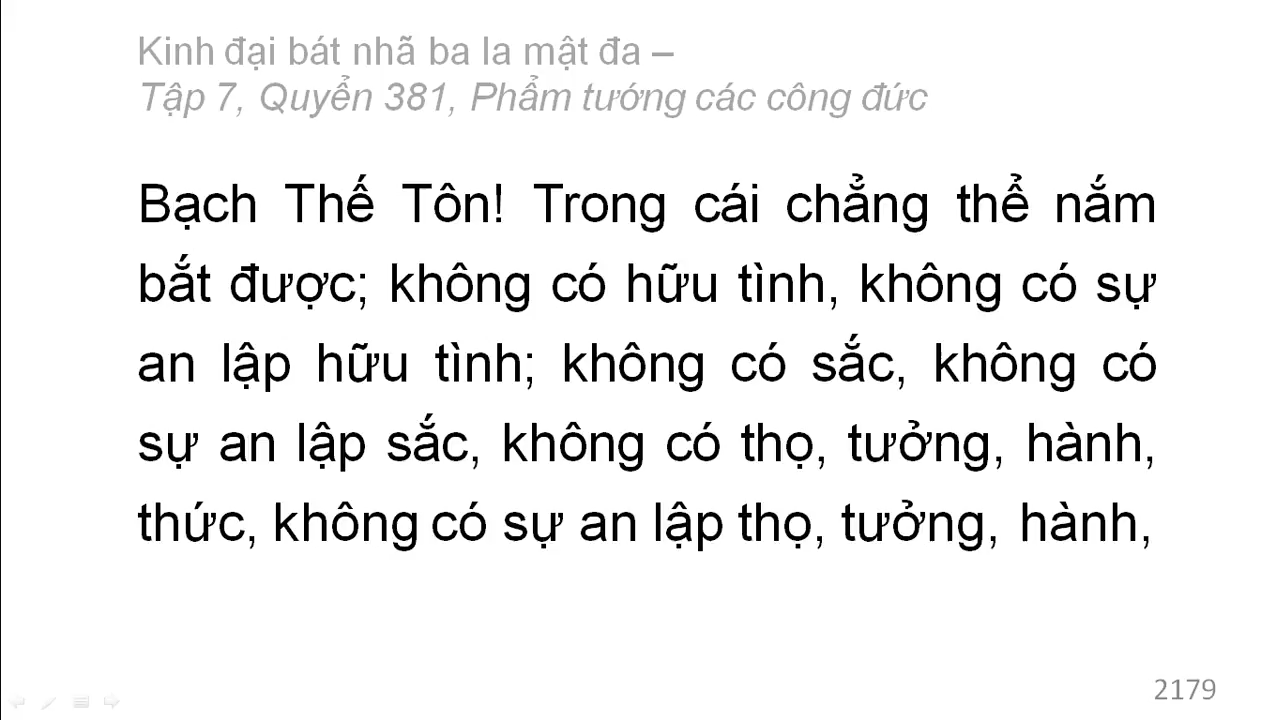 Kinh đại bát nhã ba la mật đa –
Tập 7, Quyển 381, Phẩm tướng các công đức
Bạch Thế Tôn! Trong cái chẳng thể nắm
bắt được; không có hữu tình, không có sự
an lập hữu tình; không có sắc, không có
sự an lập sắc, không có thọ, tưởng, hành,
thức, không có sự an lập thọ, tưởng, hành,
2179